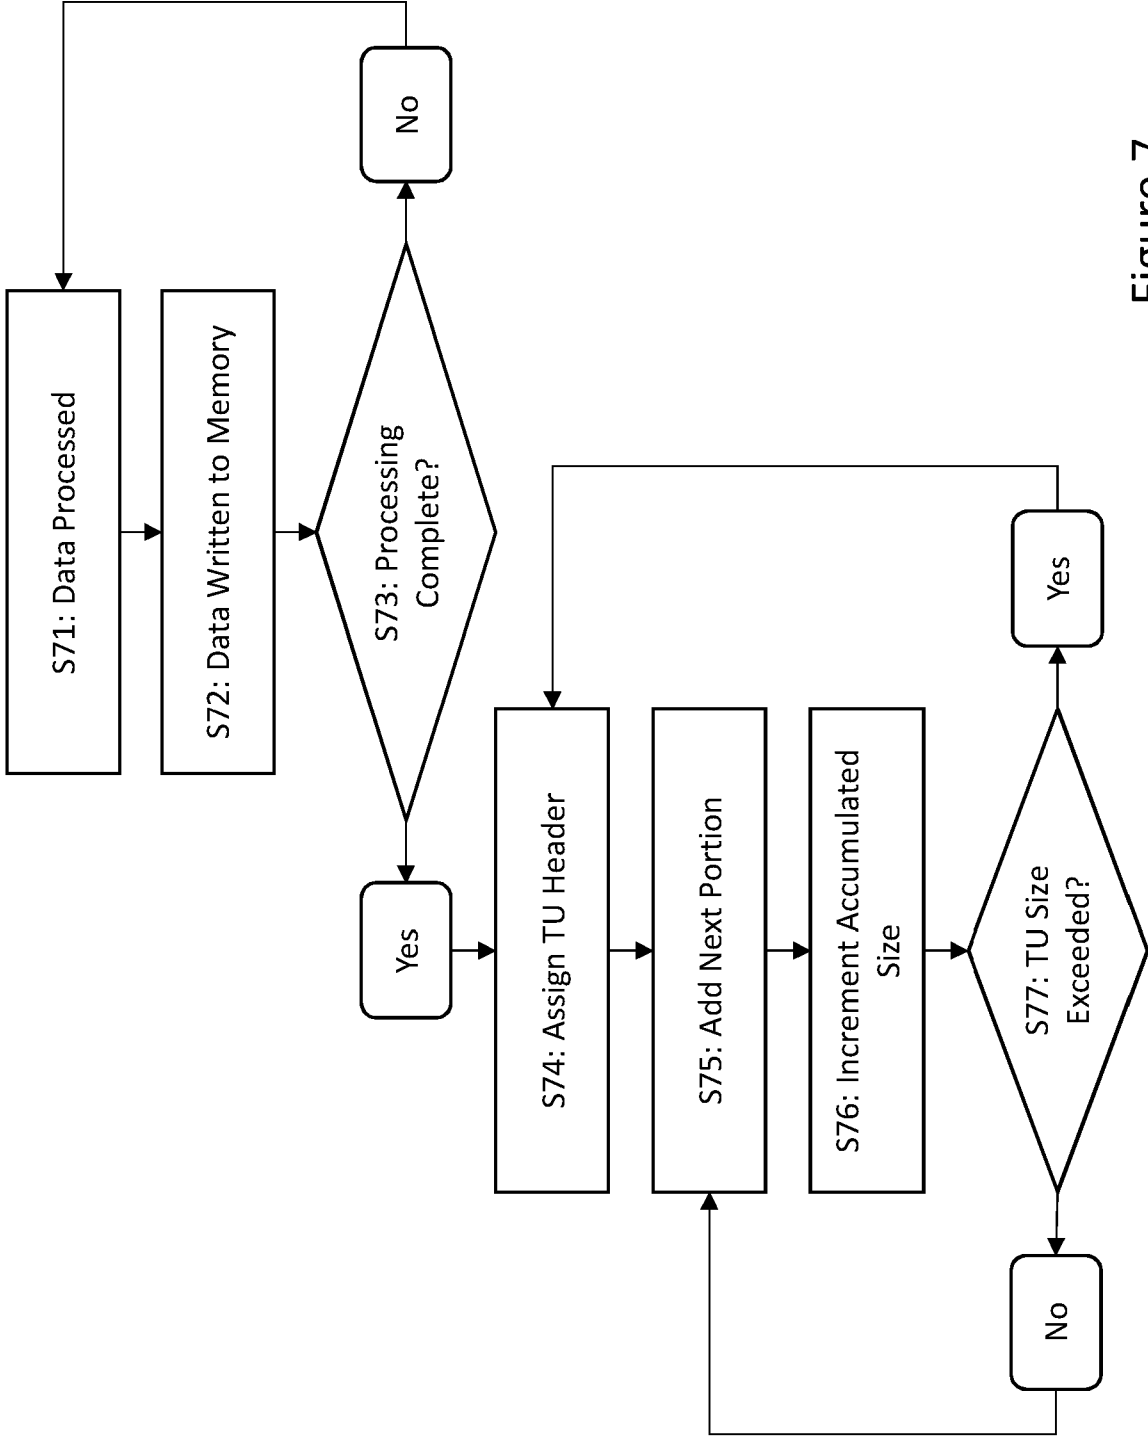 S71: Data Processed
S72: Data Written to Memory
S73: Processing
Complete?
No
Yes
S74: Assign TU Header
S75: Add Next Portion
S76: Increment Accumulated
Size
S77: TU Size
Exceeded?
No
Yes
Figure 7